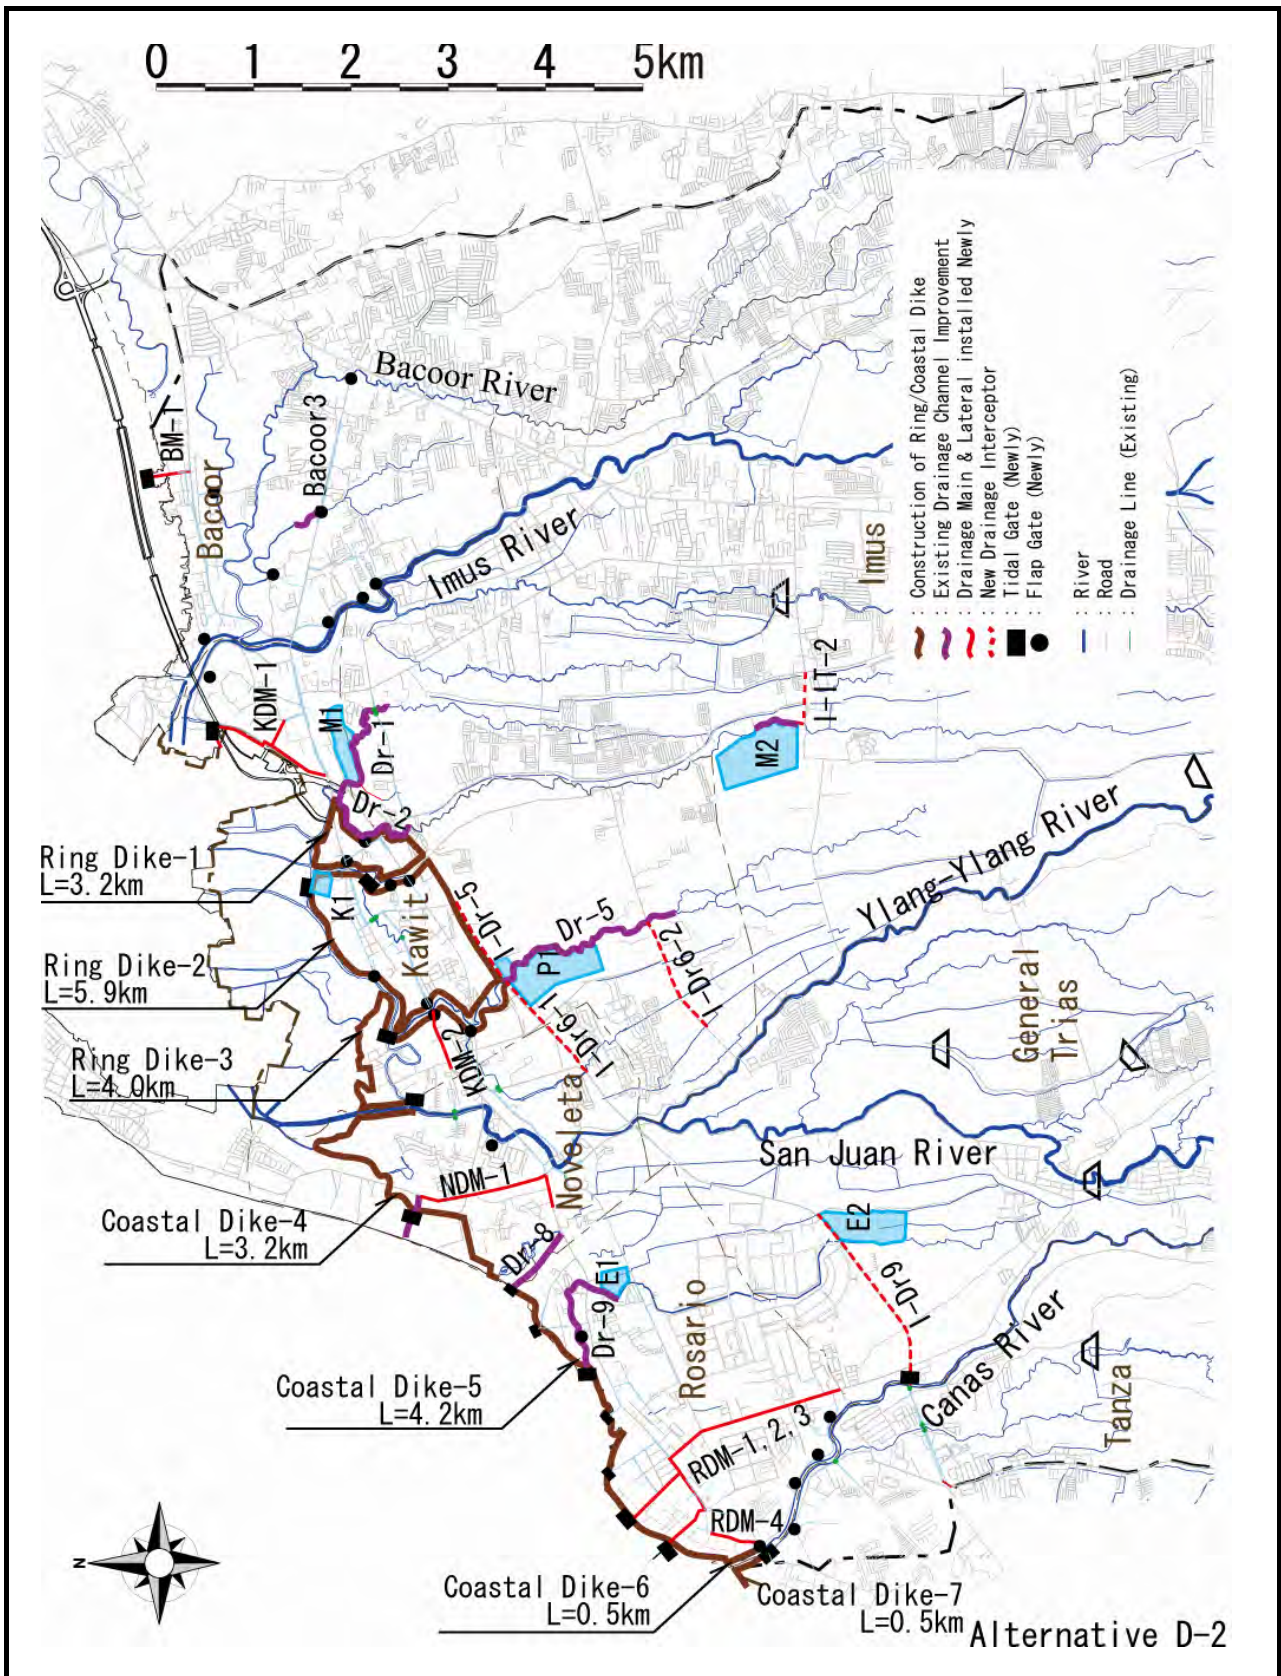 0 1 2 3 4 5km
Bacoor River
BM-1
Bacoor
Bacoor3
Imus River
Imus
: Construction of Ring/Coastal Dike
: Existing Drainage Channel Improvement
: Drainage Main & Lateral Installed Newly
: New Drainage Interceptor
: Tidal Gate (Newly)
: Flap Gate (Newly)
: River
: Road
: Drainage Line (Existing)
KDM-1
M1
Dr-1
Dr-2
I-IT-2
M2
Ring Dike-1
L=3.2km
K1
Kawit
I-Dr-5
Dr-5
P1
I-Dr6-2
I-Dr6-1
Ylang-Ylang River
Ring Dike-2
L=5.9km
General
Trias
Ring Dike-3
L=4.0km
KDM-2
Noveleta
San Juan River
NDM-1
Coastal Dike-4
L=3.2km
Dr-8
E1
E2
Dr-9
I-Dr9
Rosario
Canas River
Tanza
Coastal Dike-5
L=4.2km
RDM-1, 2, 3
RDM-4
N
Coastal Dike-6
L=0.5km
Coastal Dike-7
L=0.5km
Alternative D-2